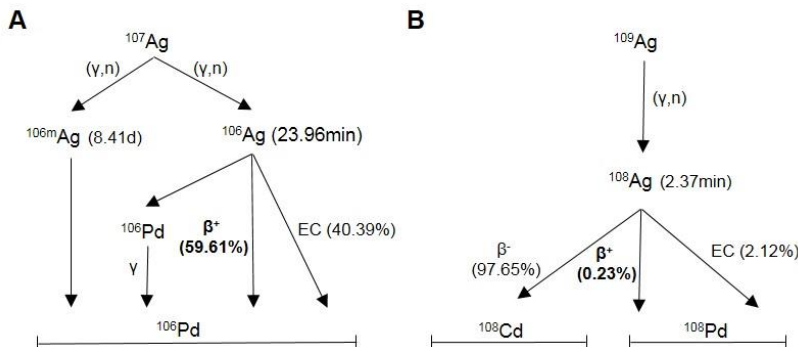 A
¹⁰⁷Ag
(γ,n) (γ,n)
¹⁰⁶ᵐAg (8.41d) ¹⁰⁶Ag (23.96min)
¹⁰⁶Pd β⁺ (59.61%) EC (40.39%)
γ
¹⁰⁶Pd
B
¹⁰⁹Ag
(γ,n)
¹⁰⁸Ag (2.37min)
β⁻ (97.65%) β⁺ (0.23%) EC (2.12%)
¹⁰⁸Cd ¹⁰⁸Pd